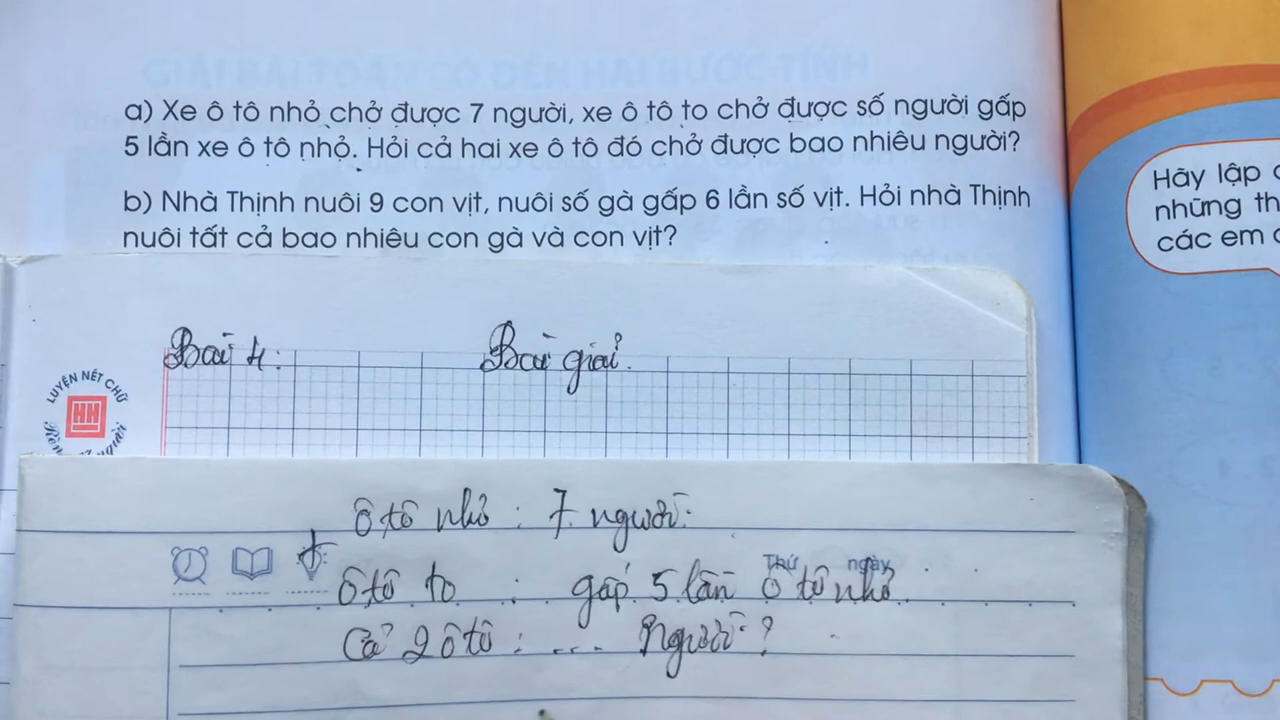 a) Xe ô tô nhỏ chở được 7 người, xe ô tô to chở được số người gấp
5 lần xe ô tô nhỏ. Hỏi cả hai xe ô tô đó chở được bao nhiêu người?
b) Nhà Thịnh nuôi 9 con vịt, nuôi số gà gấp 6 lần số vịt. Hỏi nhà Thịnh
nuôi tất cả bao nhiêu con gà và con vịt?
Hãy lập
những th
các em
Bài 4:
Bài giải.
LUYỆN NÉT CHỮ
HH
Rèn người
ô tô nhỏ : 7 người.
Thứ ngày
ô tô to : gấp 5 lần ô tô nhỏ.
Cả 2 ô tô : .... người?